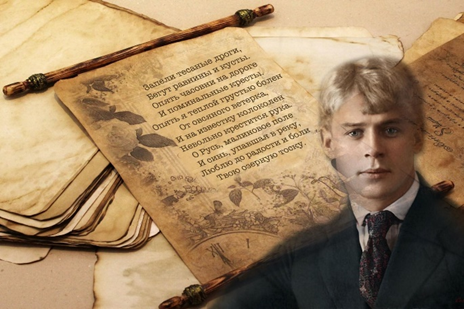 Запели тесаные дроги,
Бегут равнины и кусты.
Опять часовни на дороге
И поминальные кресты.
Опять я теплой грустью болен
От овсяного ветерка.
И на известку колоколен
Невольно крестится рука.
О Русь, малиновое поле
И синь, упавшая в реку,
Люблю до радости и боли
Твою озерную тоску.